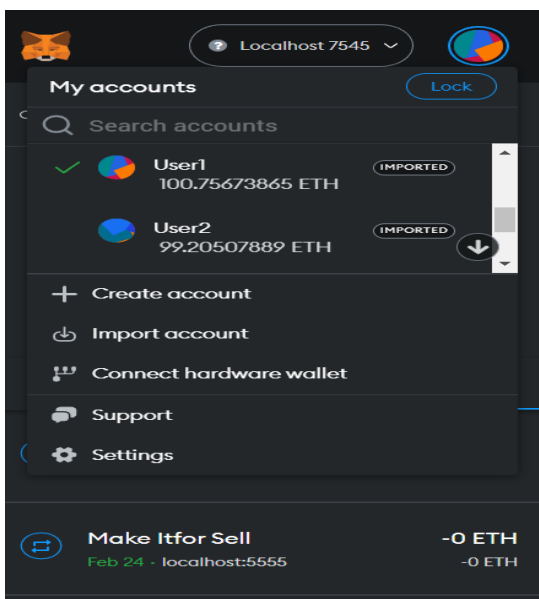 Localhost 7545
My accounts
Lock
Search accounts
User1
IMPORTED
100.75673865 ETH
User2
IMPORTED
99.20507889 ETH
Create account
Import account
Connect hardware wallet
Support
Settings
Make Itfor Sell
-0 ETH
Feb 24 · localhost:5555
-0 ETH